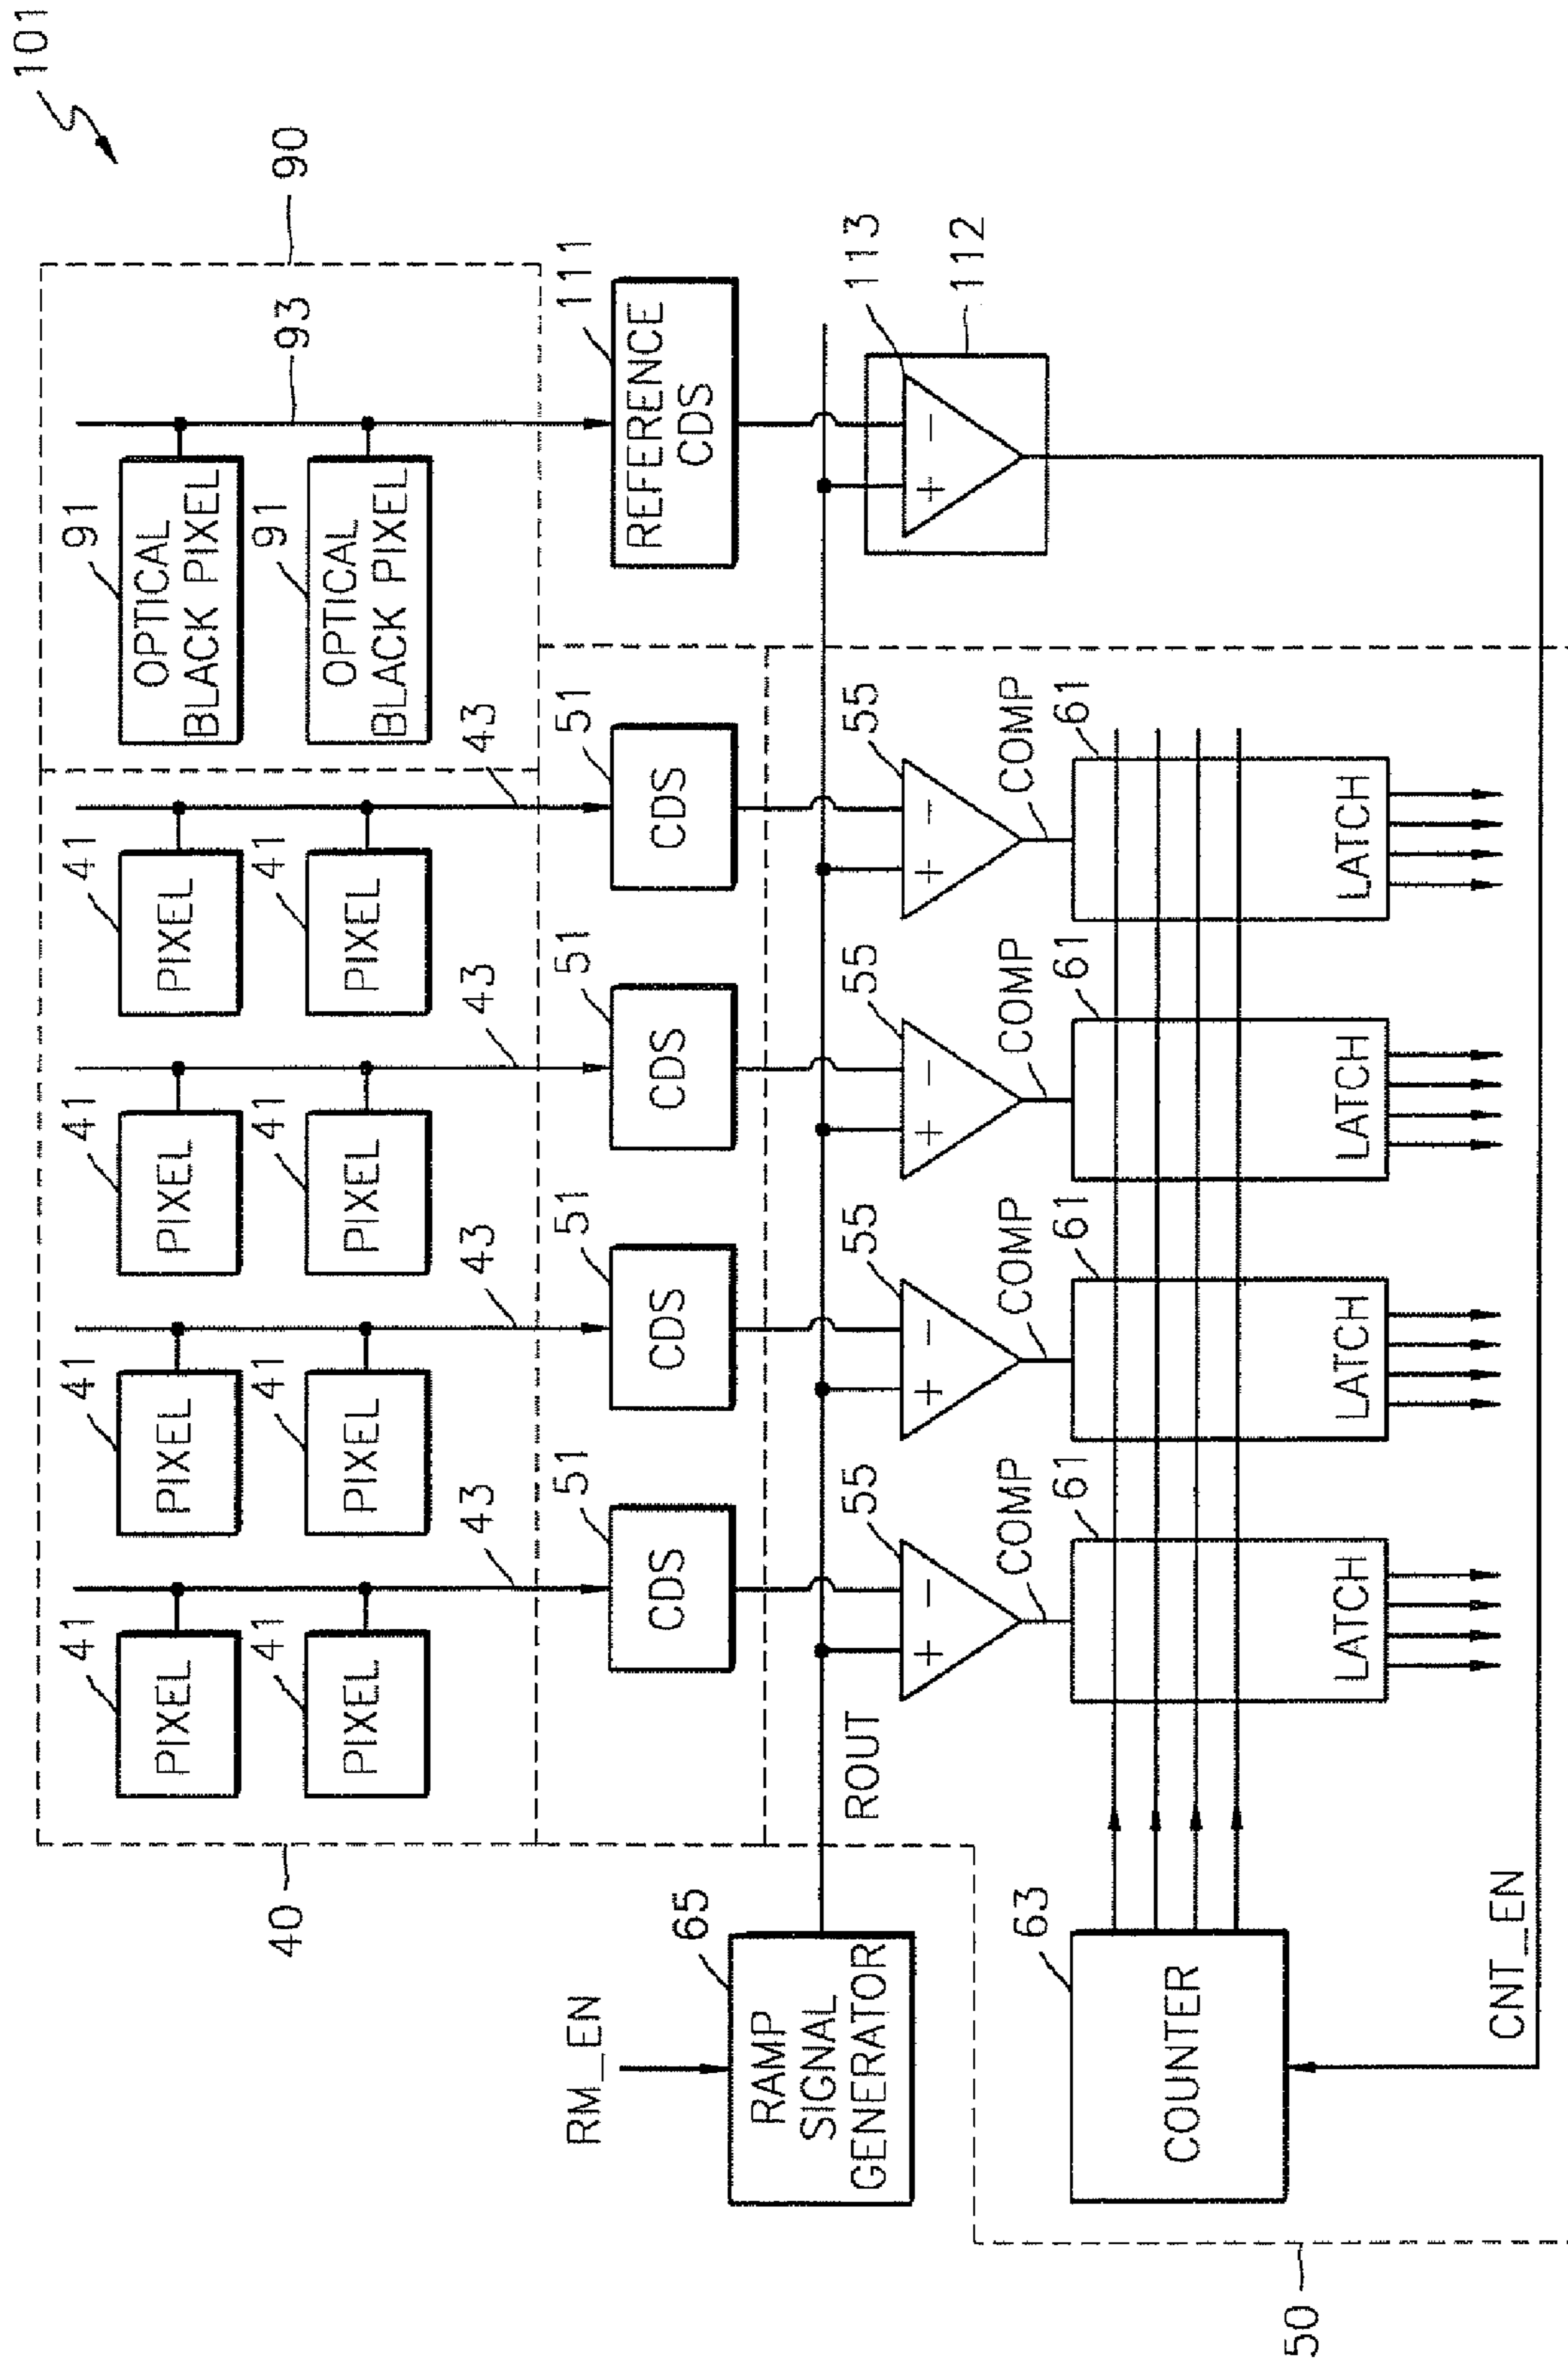 101
41
41
41
41
91
PIXEL
PIXEL
PIXEL
PIXEL
OPTICAL
BLACK PIXEL
40
90
41
41
41
41
91
93
PIXEL
PIXEL
PIXEL
PIXEL
OPTICAL
BLACK PIXEL
43
43
43
43
RM_EN
51
51
51
51
111
CDS
CDS
CDS
CDS
REFERENCE
CDS
65
RAMP
SIGNAL
GENERATOR
ROUT
55
55
55
55
113
+ −
+ −
+ −
+ −
+ −
112
COMP
COMP
COMP
COMP
63
61
61
61
61
COUNTER
LATCH
LATCH
LATCH
LATCH
50
CNT_EN